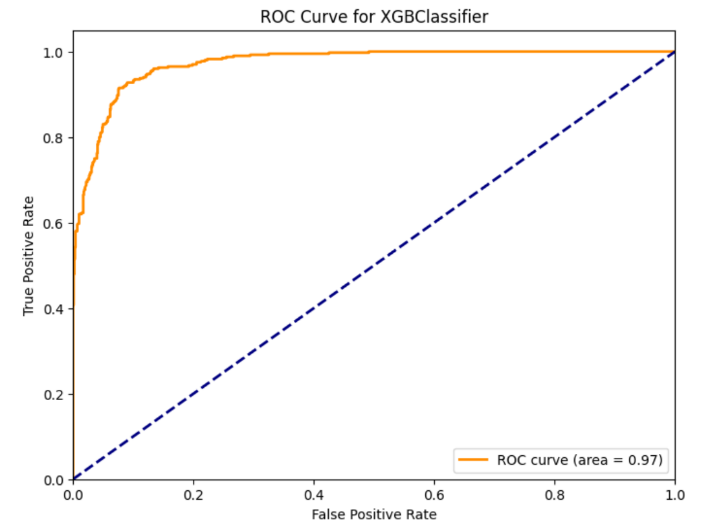 ROC Curve for XGBClassifier
True Positive Rate
1.0
0.8
0.6
0.4
0.2
0.0
ROC curve (area = 0.97)
0.0 0.2 0.4 0.6 0.8 1.0
False Positive Rate